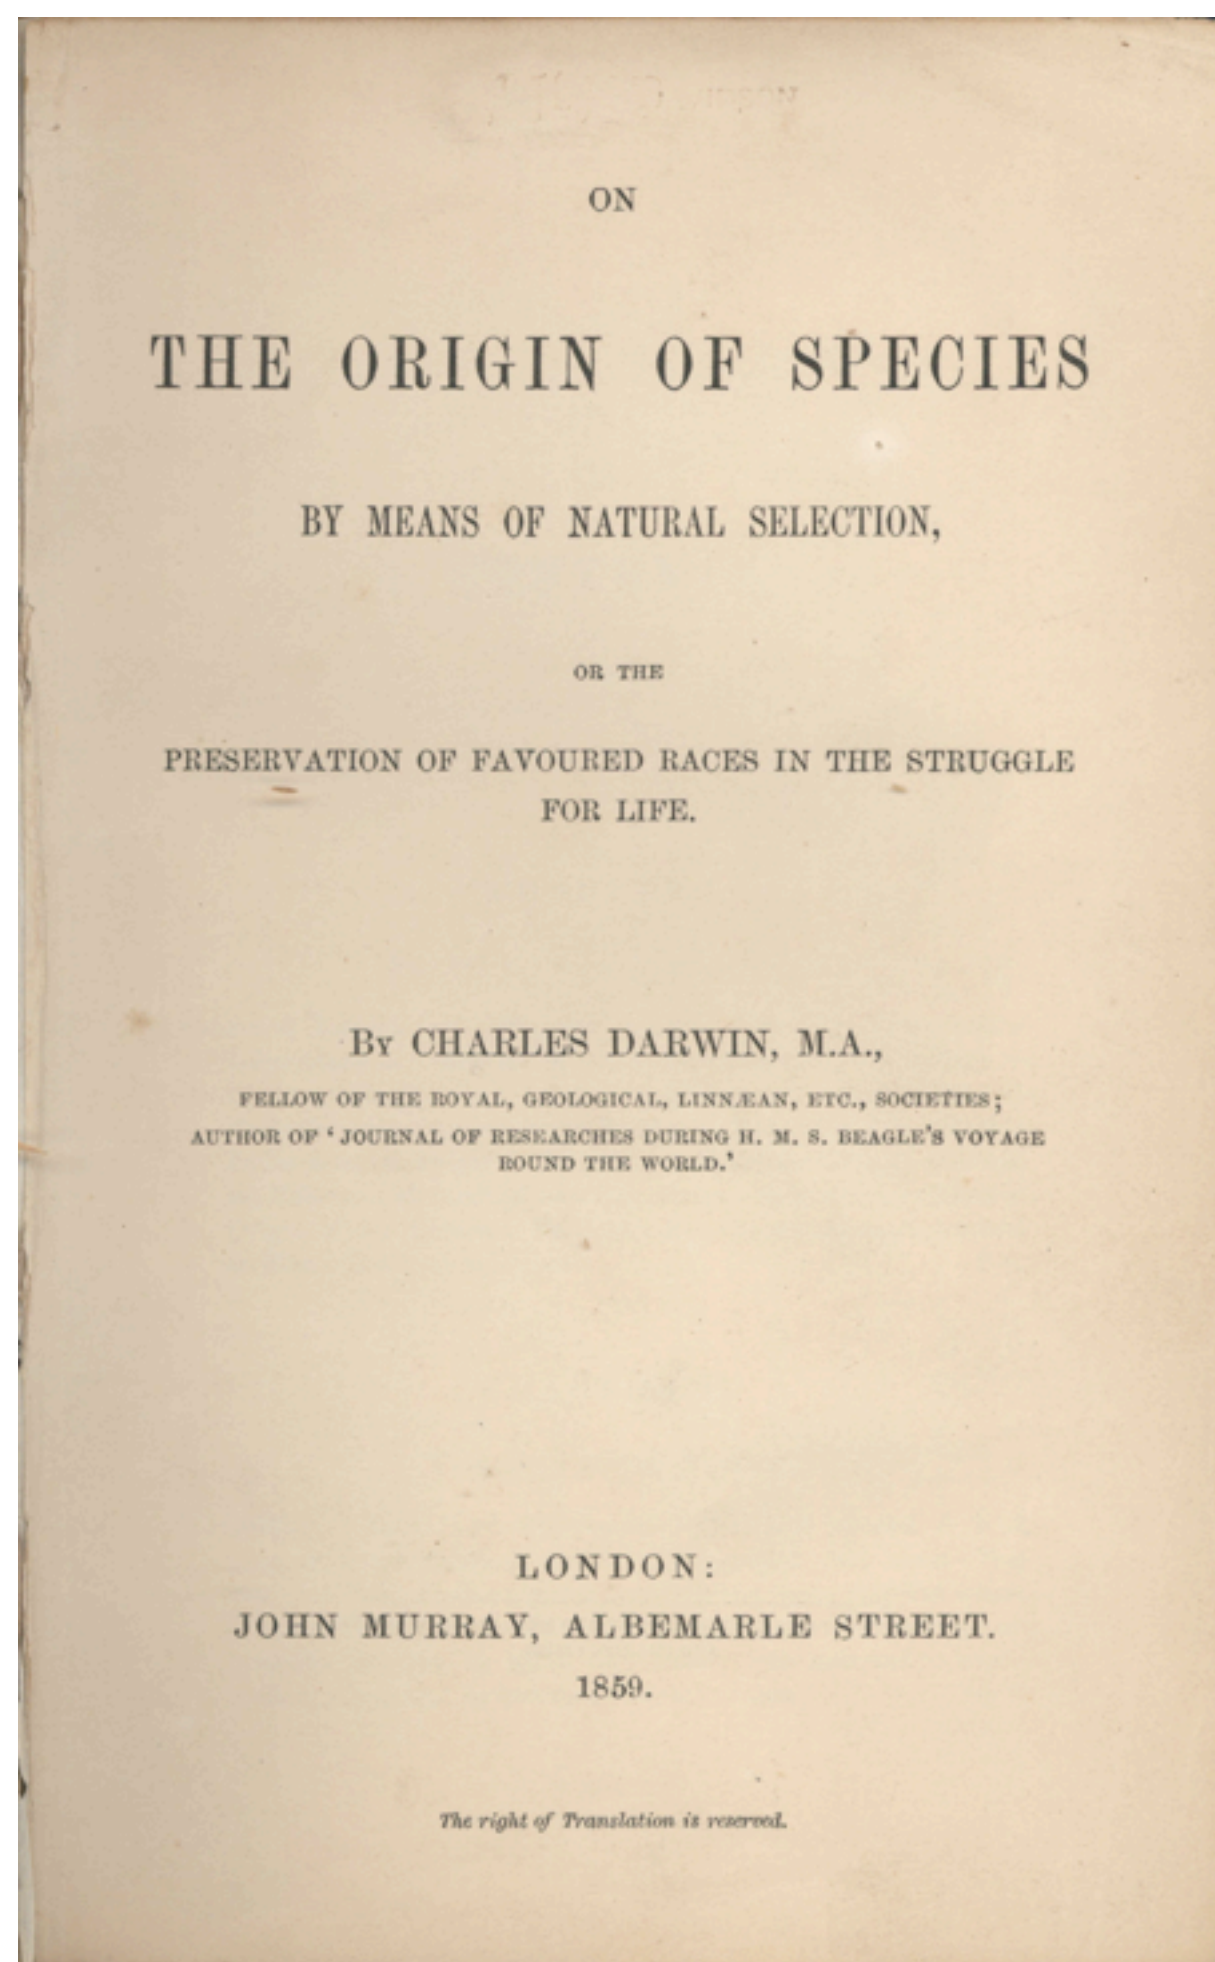 ON
THE ORIGIN OF SPECIES
BY MEANS OF NATURAL SELECTION,
OR THE
PRESERVATION OF FAVOURED RACES IN THE STRUGGLE
FOR LIFE.
By CHARLES DARWIN, M.A.,
FELLOW OF THE ROYAL, GEOLOGICAL, LINNÆAN, ETC., SOCIETIES;
AUTHOR OF ‘JOURNAL OF RESEARCHES DURING H. M. S. BEAGLE’S VOYAGE
ROUND THE WORLD.’
LONDON:
JOHN MURRAY, ALBEMARLE STREET.
1859.
The right of Translation is reserved.